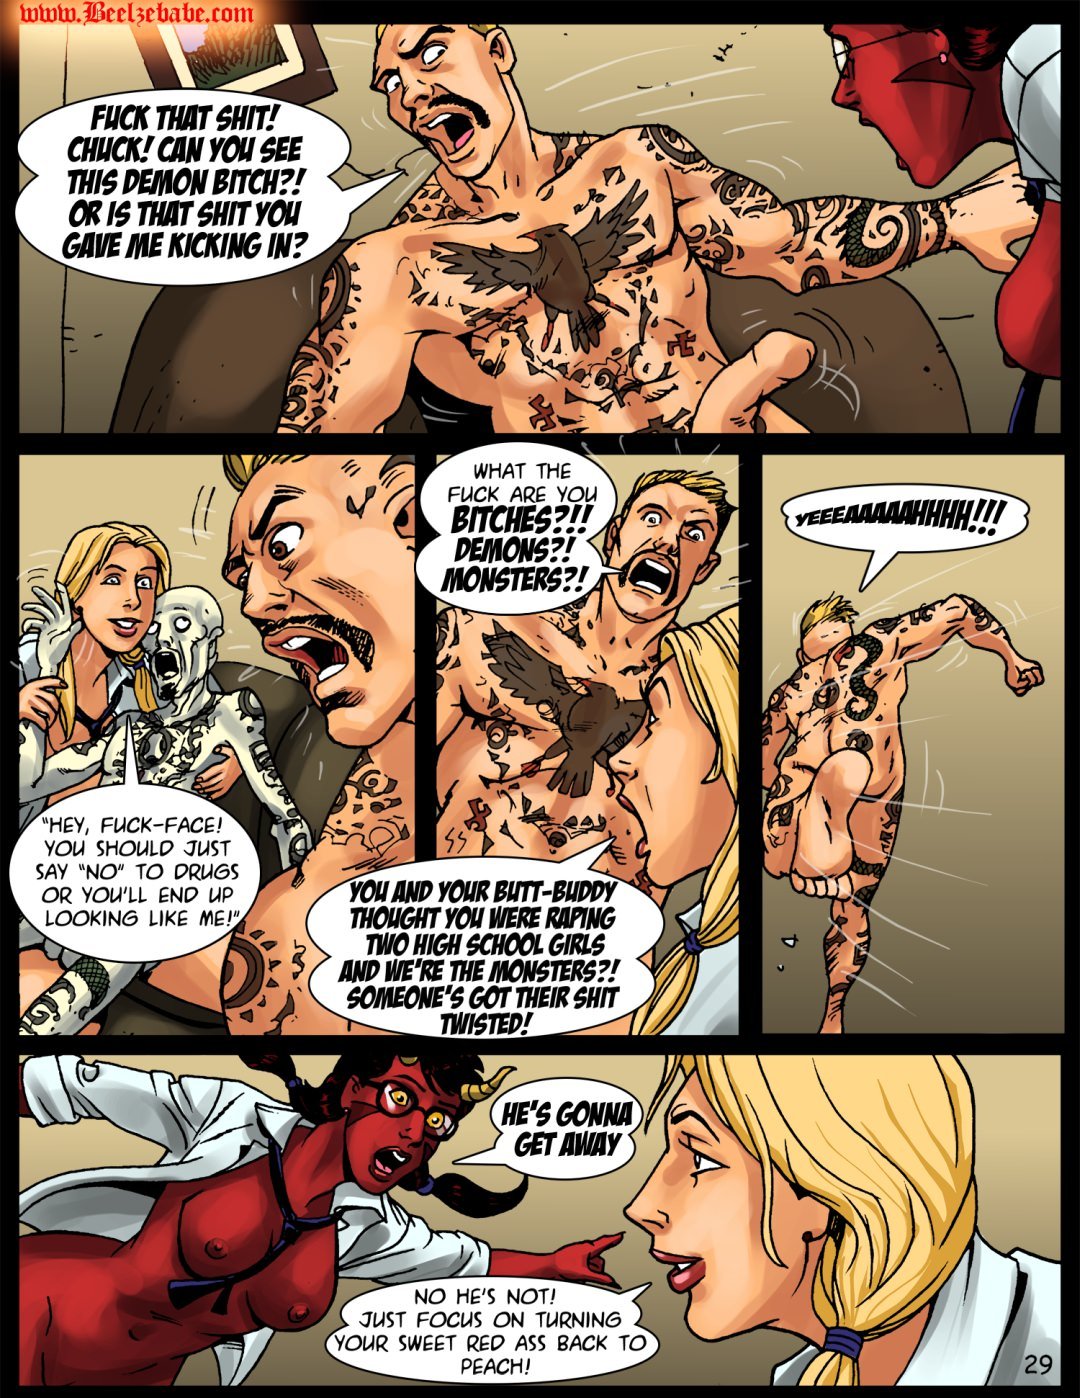 www.Beelzebabe.com
FUCK THAT SHIT!
CHUCK! CAN YOU SEE
THIS DEMON BITCH?!
OR IS THAT SHIT YOU
GAVE ME KICKING IN?
"HEY, FUCK-FACE!
YOU SHOULD JUST
SAY "NO" TO DRUGS
OR YOU'LL END UP
LOOKING LIKE ME!"
WHAT THE
FUCK ARE YOU
BITCHES?!!
DEMONS?!
MONSTERS?!
YOU AND YOUR BUTT-BUDDY
THOUGHT YOU WERE RAPING
TWO HIGH SCHOOL GIRLS
AND WE'RE THE MONSTERS?!
SOMEONE'S GOT THEIR SHIT
TWISTED!
YEEEAAAAAHHHH!!!
HE'S GONNA
GET AWAY
NO HE'S NOT!
JUST FOCUS ON TURNING
YOUR SWEET RED ASS BACK TO
PEACH!
29